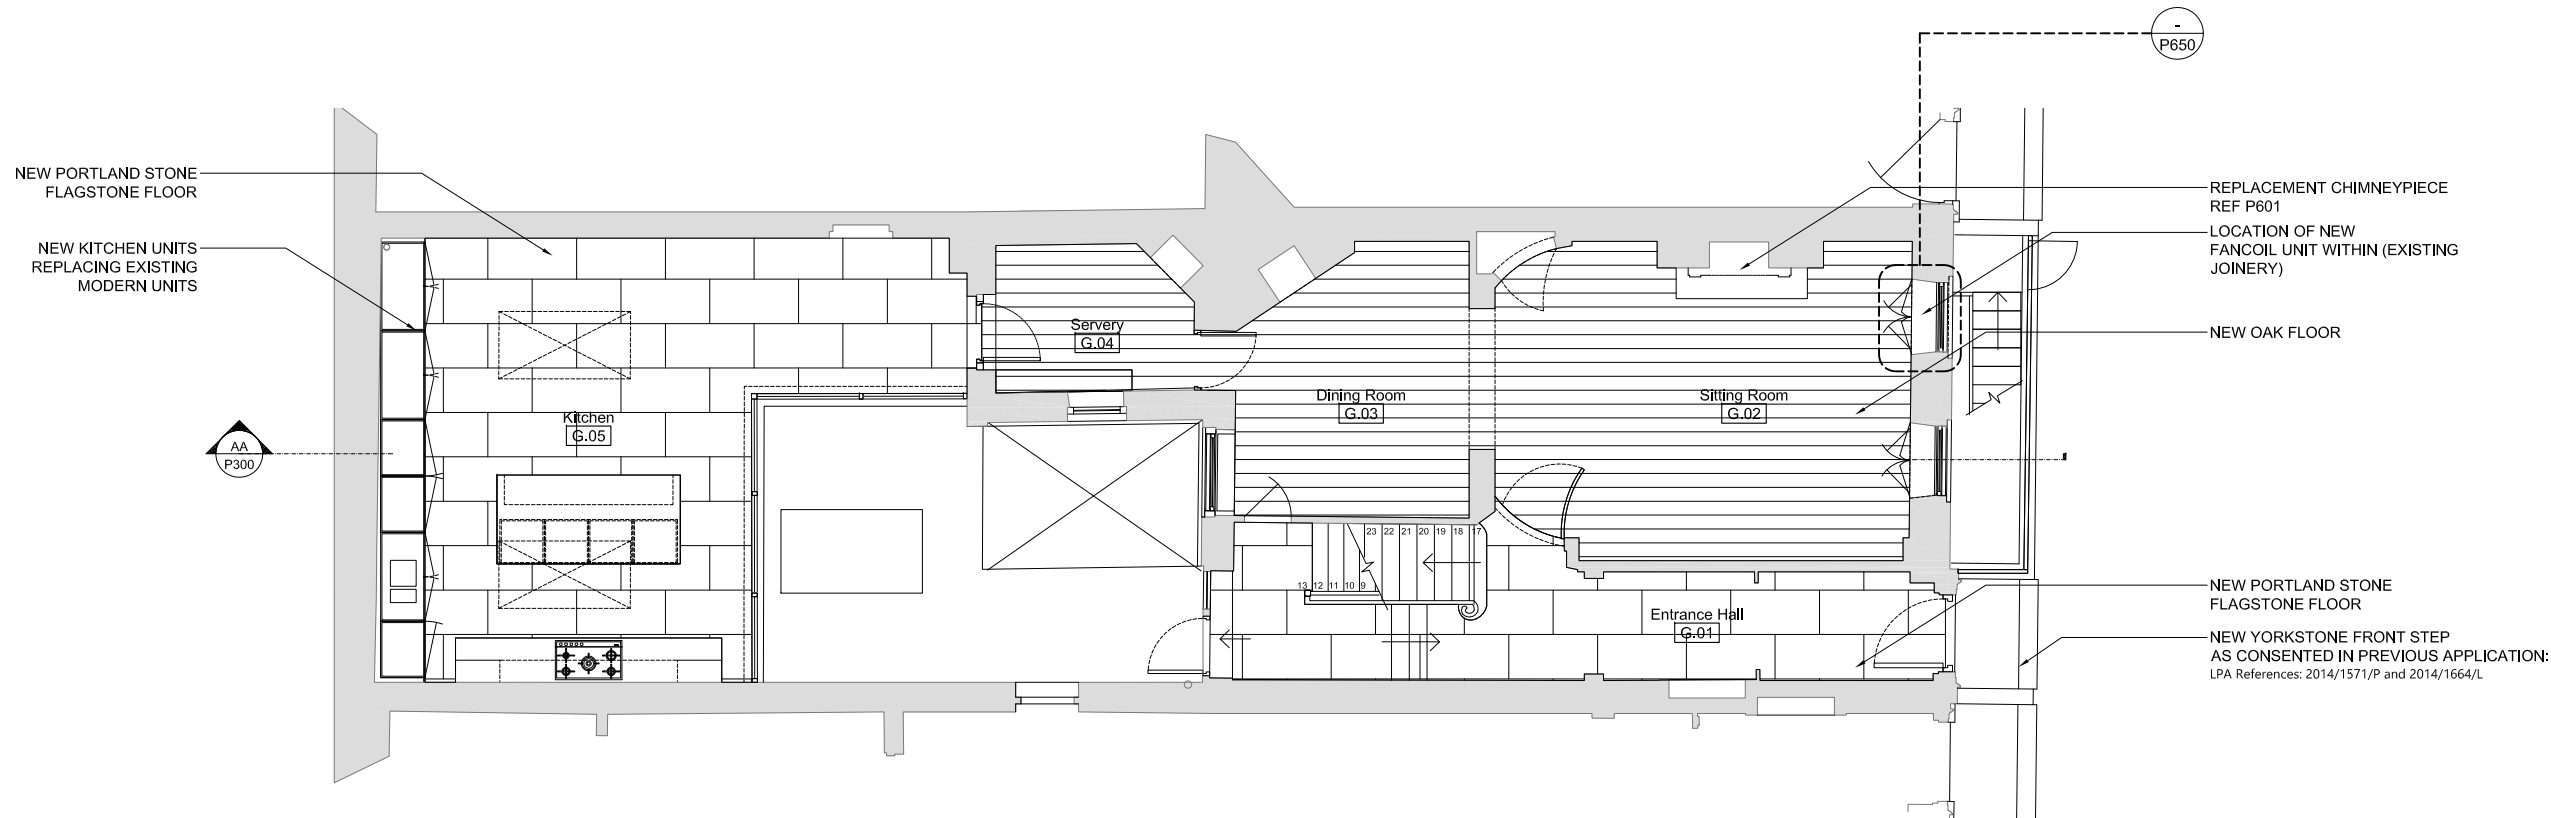 -
P650
NEW PORTLAND STONE
FLAGSTONE FLOOR
NEW KITCHEN UNITS
REPLACING EXISTING
MODERN UNITS
REPLACEMENT CHIMNEYPIECE
REF P601
LOCATION OF NEW
FANCOIL UNIT WITHIN (EXISTING
JOINERY)
NEW OAK FLOOR
Servery
G.04
Dining Room
G.03
Sitting Room
G.02
Kitchen
G.05
AA
P300
23 22 21 20 19 18 17
13 12 11 10 9
Entrance Hall
G.01
NEW PORTLAND STONE
FLAGSTONE FLOOR
NEW YORKSTONE FRONT STEP
AS CONSENTED IN PREVIOUS APPLICATION:
LPA References: 2014/1571/P and 2014/1664/L